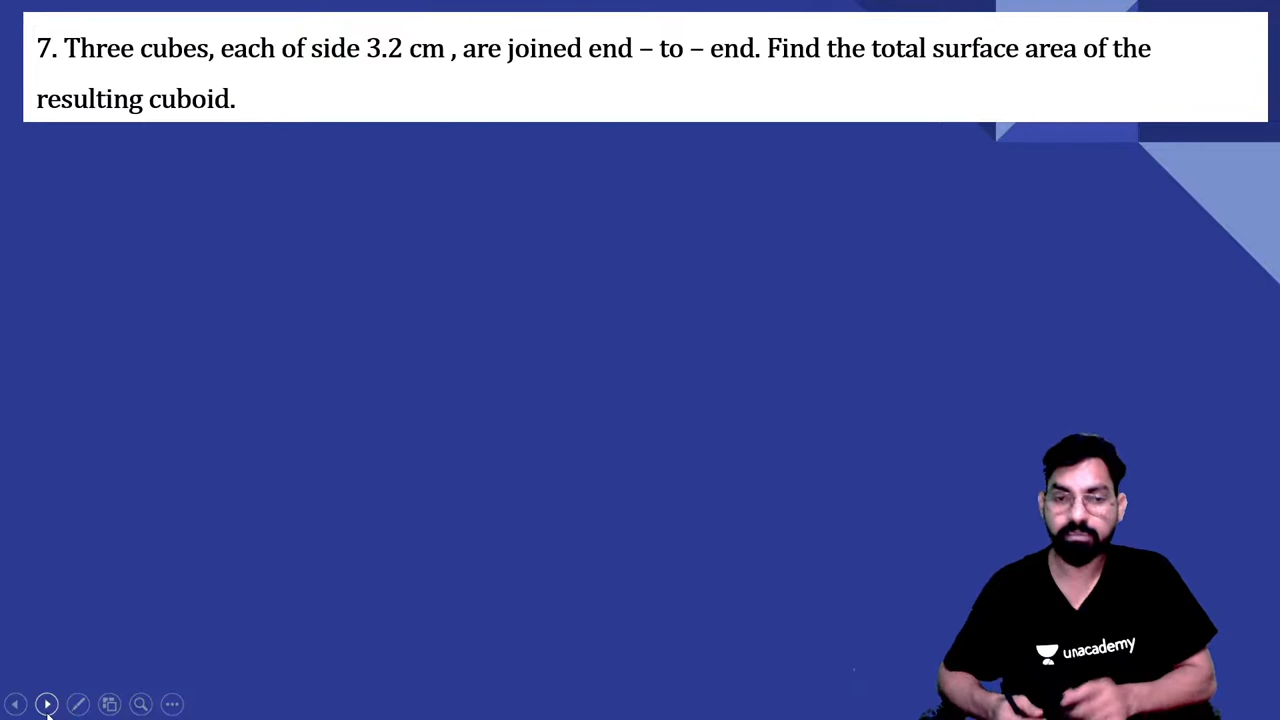 7. Three cubes, each of side 3.2 cm , are joined end – to – end. Find the total surface area of the
resulting cuboid.
unacademy